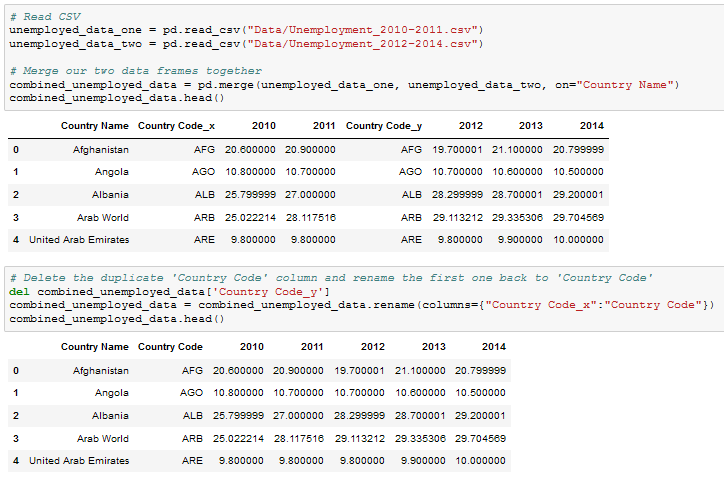 # Read CSV
unemployed_data_one = pd.read_csv("Data/Unemployment_2010-2011.csv")
unemployed_data_two = pd.read_csv("Data/Unemployment_2012-2014.csv")
# Merge our two data frames together
combined_unemployed_data = pd.merge(unemployed_data_one, unemployed_data_two, on="Country Name")
combined_unemployed_data.head()
Country Name Country Code_x 2010 2011 Country Code_y 2012 2013 2014
0 Afghanistan AFG 20.600000 20.900000 AFG 19.700001 21.100000 20.799999
1 Angola AGO 10.800000 10.700000 AGO 10.700000 10.600000 10.500000
2 Albania ALB 25.799999 27.000000 ALB 28.299999 28.700001 29.200001
3 Arab World ARB 25.022214 28.117516 ARB 29.113212 29.335306 29.704569
4 United Arab Emirates ARE 9.800000 9.800000 ARE 9.800000 9.900000 10.000000
# Delete the duplicate 'Country Code' column and rename the first one back to 'Country Code'
del combined_unemployed_data['Country Code_y']
combined_unemployed_data = combined_unemployed_data.rename(columns={"Country Code_x":"Country Code"})
combined_unemployed_data.head()
Country Name Country Code 2010 2011 2012 2013 2014
0 Afghanistan AFG 20.600000 20.900000 19.700001 21.100000 20.799999
1 Angola AGO 10.800000 10.700000 10.700000 10.600000 10.500000
2 Albania ALB 25.799999 27.000000 28.299999 28.700001 29.200001
3 Arab World ARB 25.022214 28.117516 29.113212 29.335306 29.704569
4 United Arab Emirates ARE 9.800000 9.800000 9.800000 9.900000 10.000000